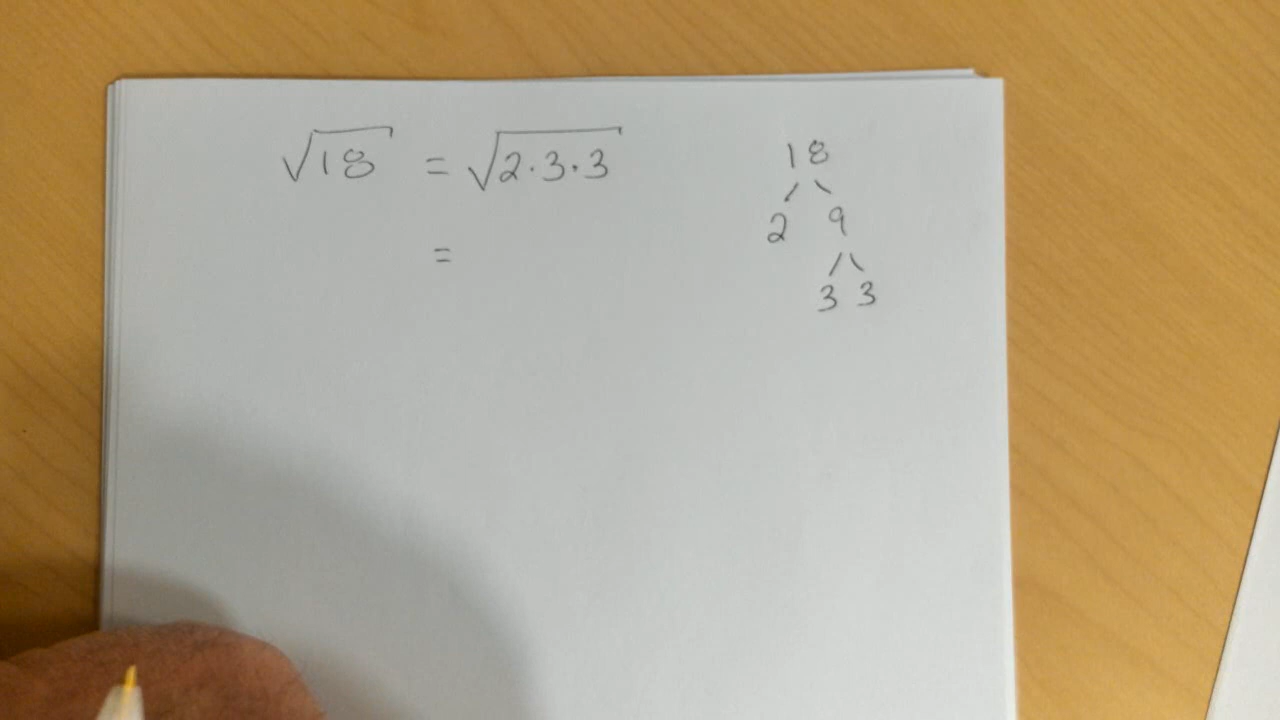 √18 = √2·3·3
=
18
2 9
3 3